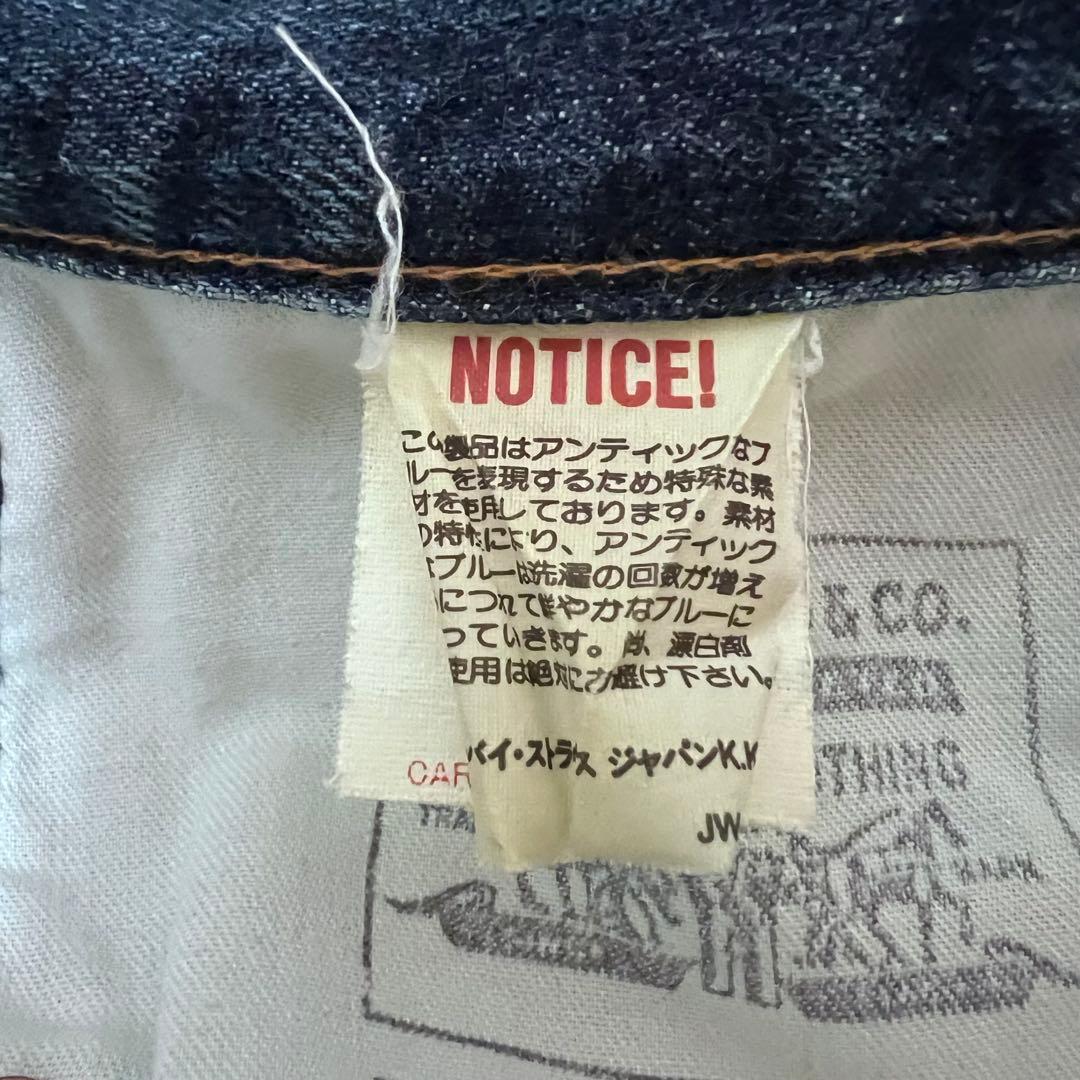 NOTICE!
この製品はアンティックなブ
ルーを表現するため特殊な素
材を使用しております。素材
の特性により、アンティック
なブルーは洗濯の回数が増え
につれて鮮やかなブルーに
っていきます。尚、漂白剤
使用は絶対にお避け下さい。
バイ・ストラウス ジャパンK.K
CAR
JW
& CO.
THING
TRA